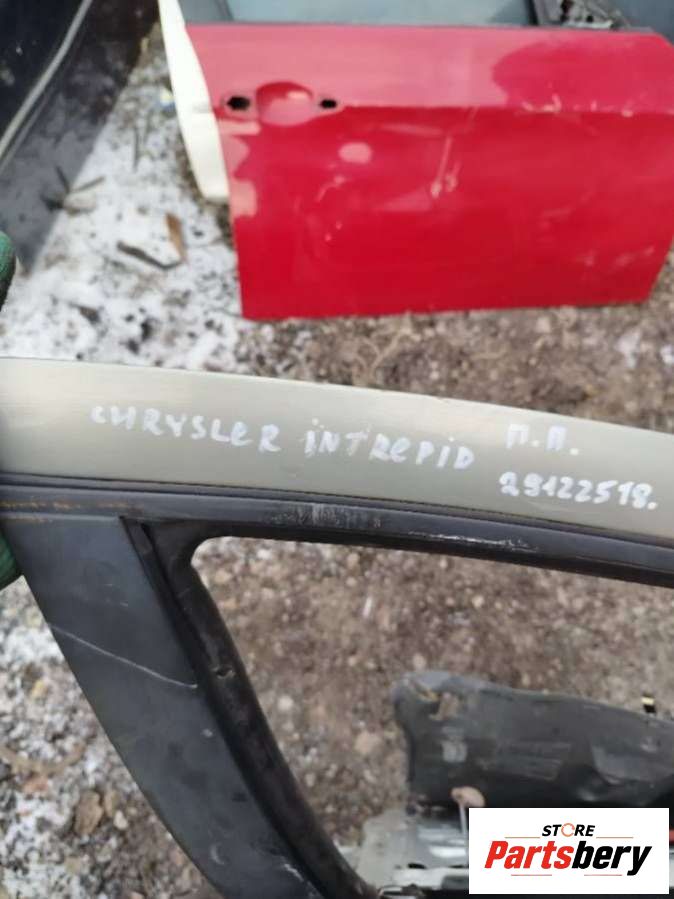 CHRYSLER INTREPID П.П.
29122518.
STORE
Partsbery